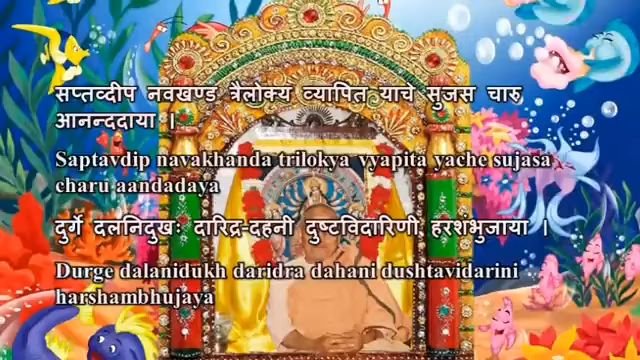 सप्तव्दीप नवखण्ड त्रैलोक्य व्यापित याचे सुजस चारु
आनन्ददाया ।
Saptavdip navakhanda trilokya vyapita yache sujasa
charu aandadaya
दुर्गे दलनिदुखः दारिद्र-दहनी दुष्टविदारिणी हरशंभुजाया ।
Durge dalanidukh daridra dahani dushtavidarini
harshambhujaya